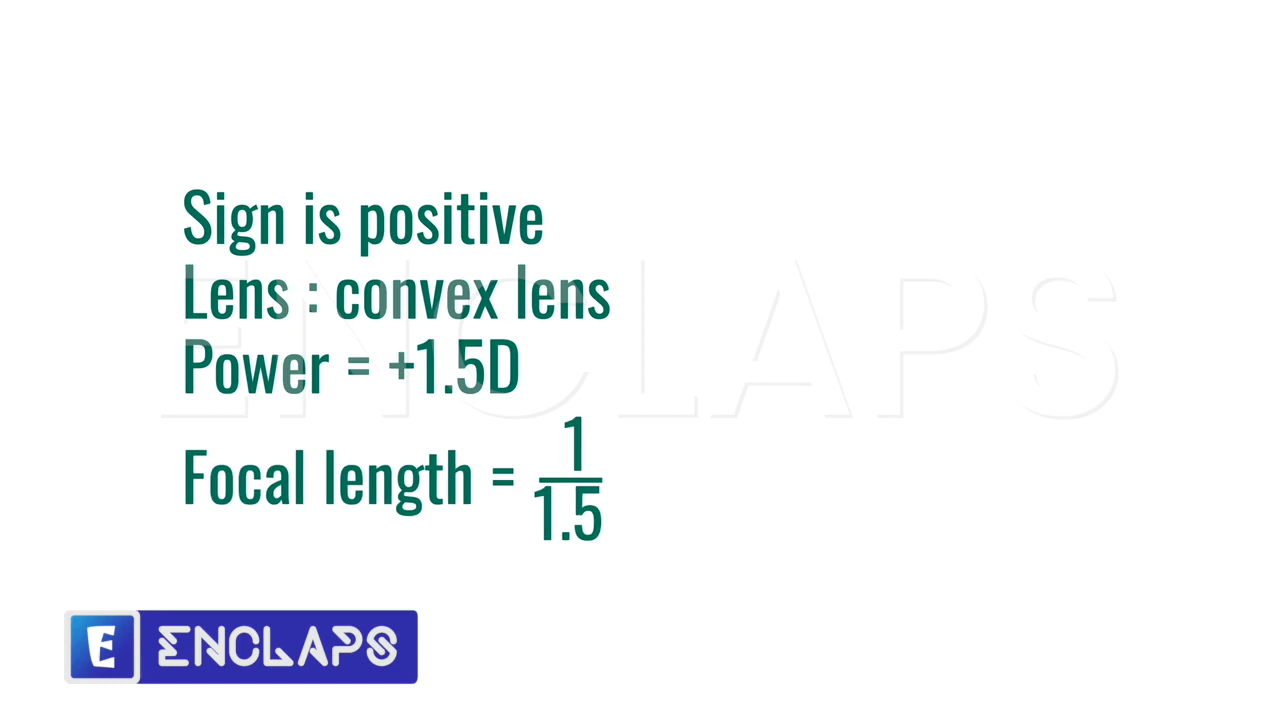 Sign is positive
Lens : convex lens
Power = +1.5D
Focal length = 1/1.5
ENCLAPS
E ENCLAPS